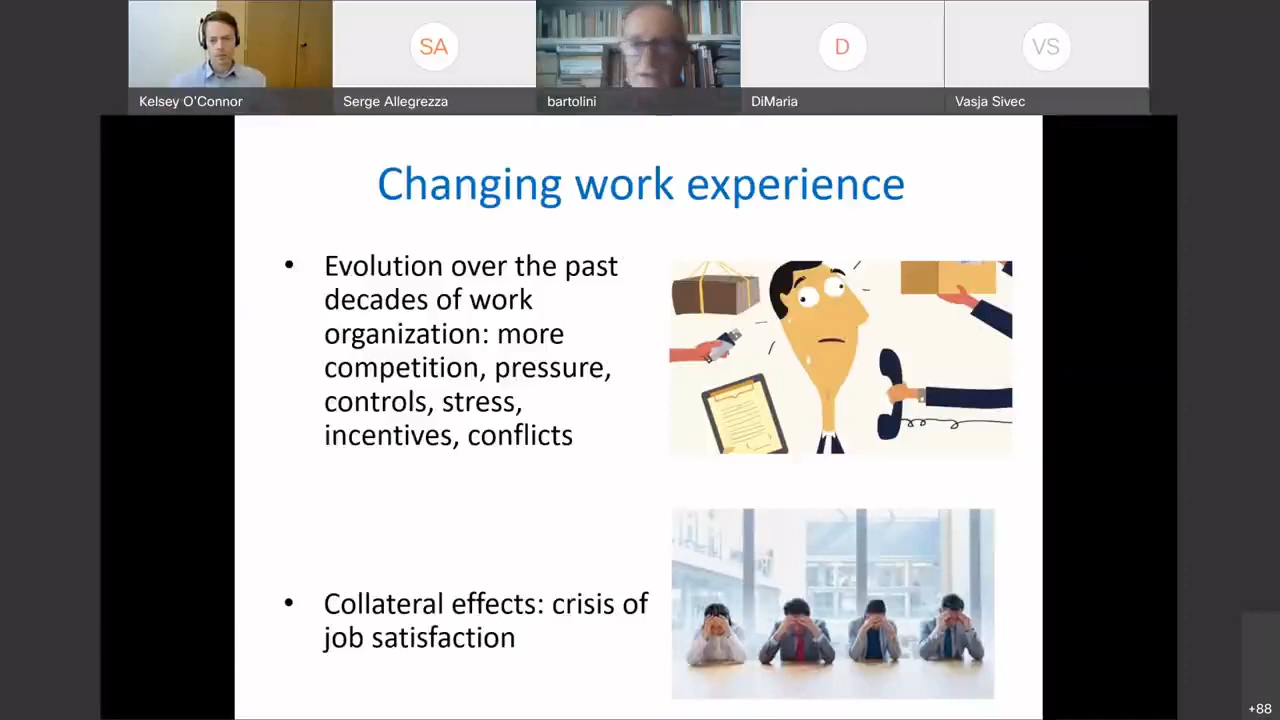 SA
D
VS
Kelsey O'Connor
Serge Allegrezza
bartolini
DiMaria
Vasja Sivec
Changing work experience
• Evolution over the past
decades of work
organization: more
competition, pressure,
controls, stress,
incentives, conflicts
• Collateral effects: crisis of
job satisfaction
+88